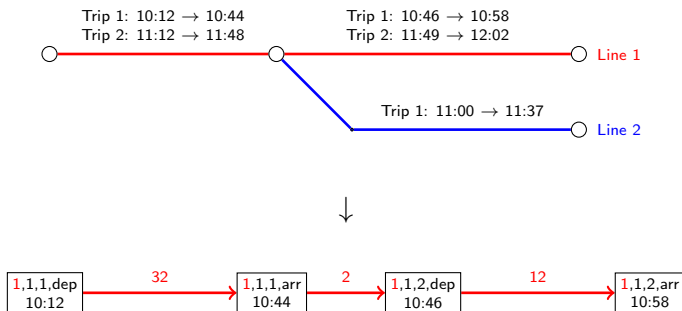 Trip 1: 10:12 → 10:44
Trip 2: 11:12 → 11:48
Trip 1: 10:46 → 10:58
Trip 2: 11:49 → 12:02
Line 1
Trip 1: 11:00 → 11:37
Line 2
↓
1,1,1,dep
10:12
32
1,1,1,arr
10:44
2
1,1,2,dep
10:46
12
1,1,2,arr
10:58